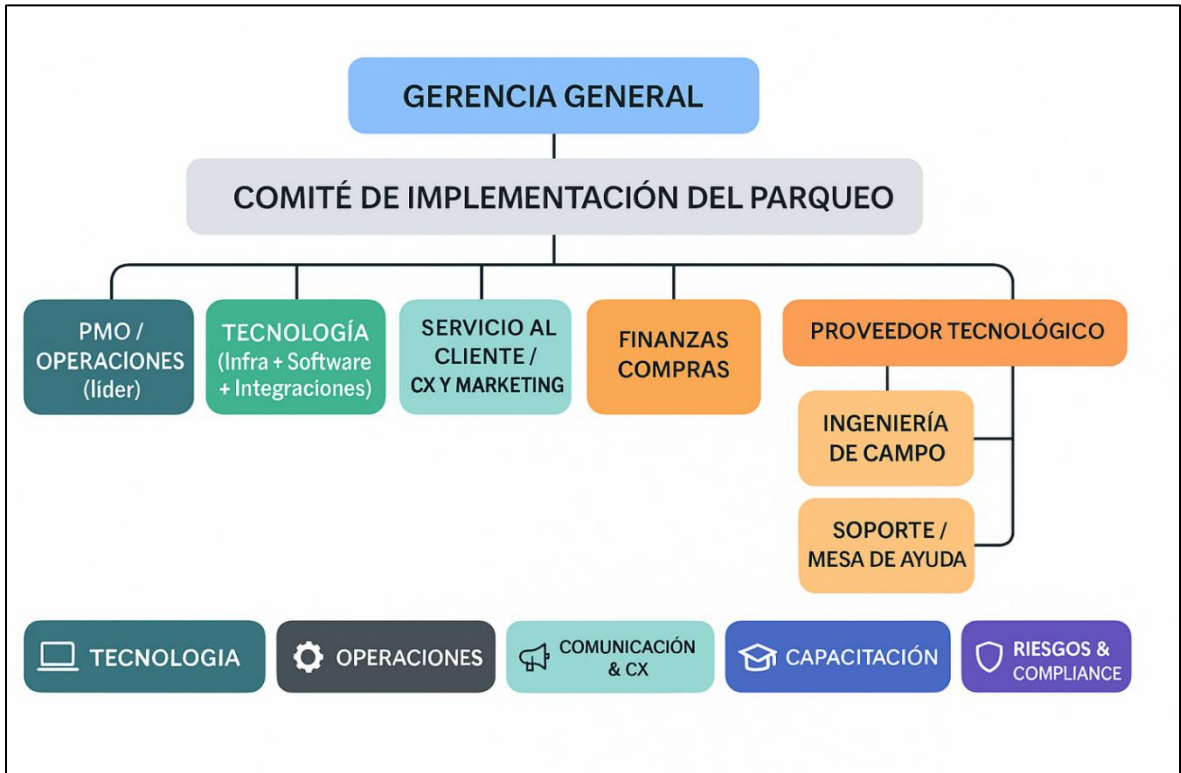 GERENCIA GENERAL
COMITÉ DE IMPLEMENTACIÓN DEL PARQUEO
PMO /
OPERACIONES
(líder)
TECNOLOGÍA
(Infra + Software
+ Integraciones)
SERVICIO AL
CLIENTE /
CX Y MARKETING
FINANZAS
COMPRAS
PROVEEDOR TECNOLÓGICO
INGENIERÍA
DE CAMPO
SOPORTE /
MESA DE AYUDA
TECNOLOGIA
OPERACIONES
COMUNICACIÓN
& CX
CAPACITACIÓN
RIESGOS &
COMPLIANCE